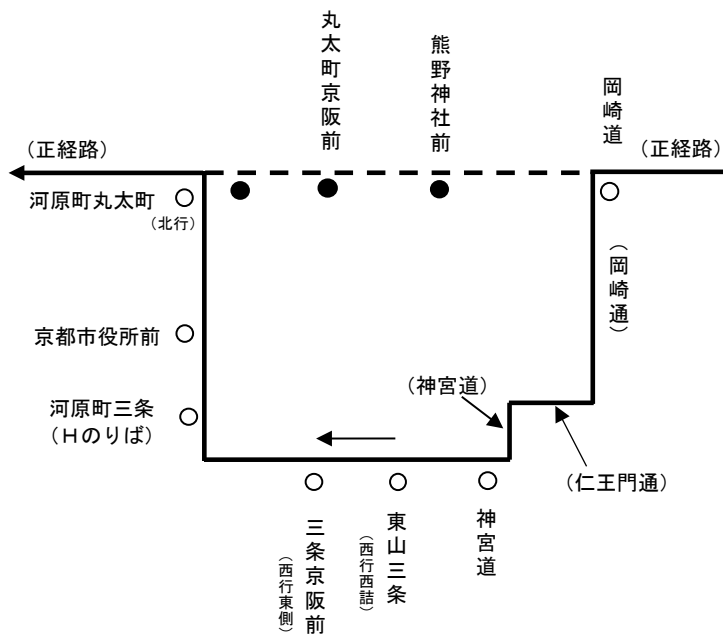 丸太町京阪前
熊野神社前
岡崎道
（正経路）
（正経路）
河原町丸太町
（北行）
（岡崎通）
京都市役所前
河原町三条
（Ｈのりば）
（神宮道）
（仁王門通）
三条京阪前
（西行東側）
東山三条
（西行西詰）
神宮道